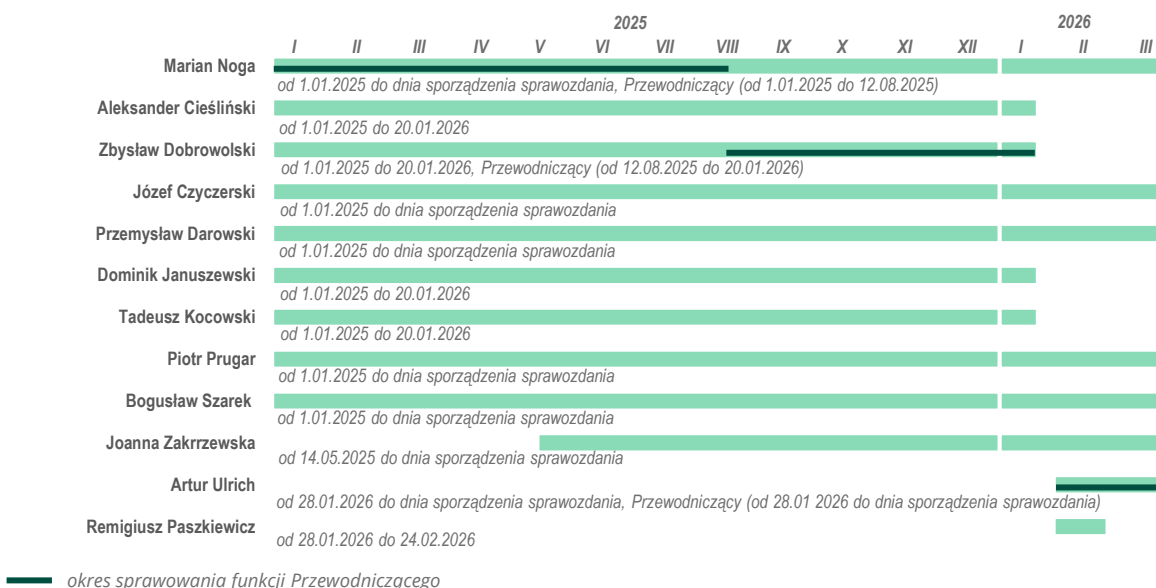 2025 2026
I II III IV V VI VII VIII IX X XI XII I II III
Marian Noga
od 1.01.2025 do dnia sporządzenia sprawozdania, Przewodniczący (od 1.01.2025 do 12.08.2025)
Aleksander Cieśliński
od 1.01.2025 do 20.01.2026
Zbysław Dobrowolski
od 1.01.2025 do 20.01.2026, Przewodniczący (od 12.08.2025 do 20.01.2026)
Józef Czyczerski
od 1.01.2025 do dnia sporządzenia sprawozdania
Przemysław Darowski
od 1.01.2025 do dnia sporządzenia sprawozdania
Dominik Januszewski
od 1.01.2025 do 20.01.2026
Tadeusz Kocowski
od 1.01.2025 do 20.01.2026
Piotr Prugar
od 1.01.2025 do dnia sporządzenia sprawozdania
Bogusław Szarek
od 1.01.2025 do dnia sporządzenia sprawozdania
Joanna Zakrrzewska
od 14.05.2025 do dnia sporządzenia sprawozdania
Artur Ulrich
od 28.01.2026 do dnia sporządzenia sprawozdania, Przewodniczący (od 28.01 2026 do dnia sporządzenia sprawozdania)
Remigiusz Paszkiewicz
od 28.01.2026 do 24.02.2026
okres sprawowania funkcji Przewodniczącego